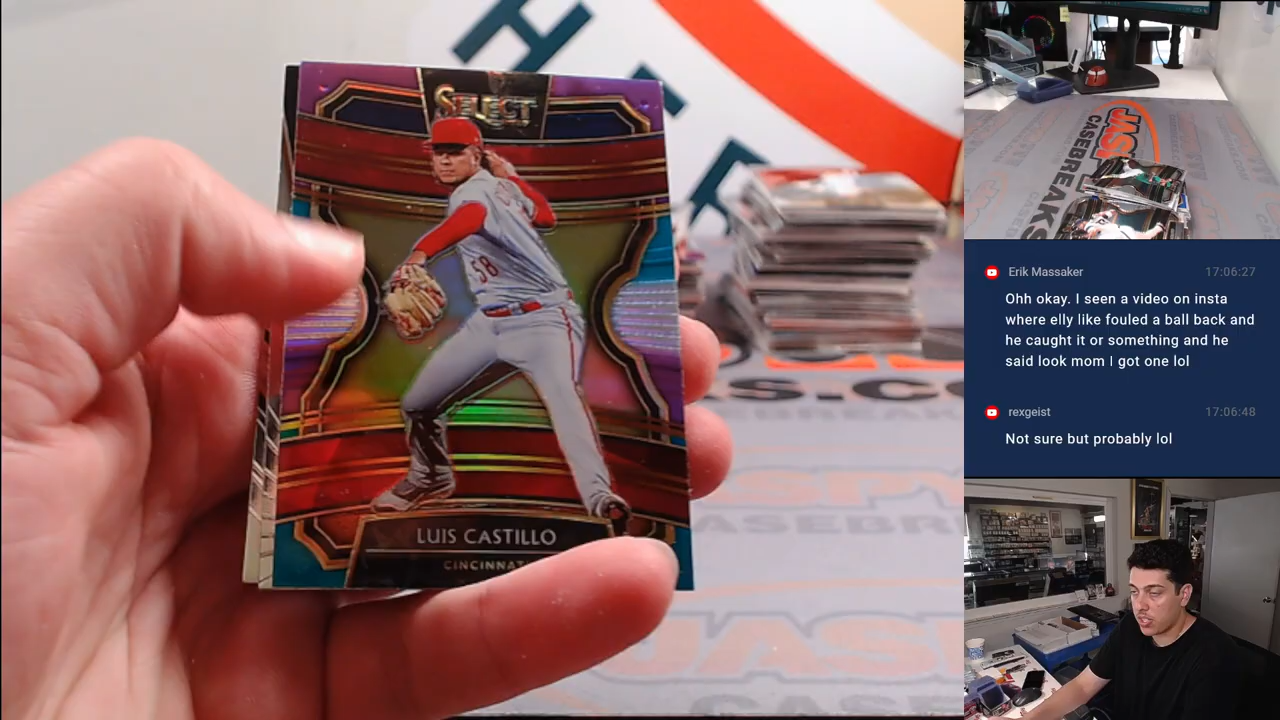 SELECT
58
LUIS CASTILLO
CINCINNAT
JASPY
CASEBREAKS
Erik Massaker 17:06:27
Ohh okay. I seen a video on insta
where elly like fouled a ball back and
he caught it or something and he
said look mom I got one lol
rexgeist 17:06:48
Not sure but probably lol